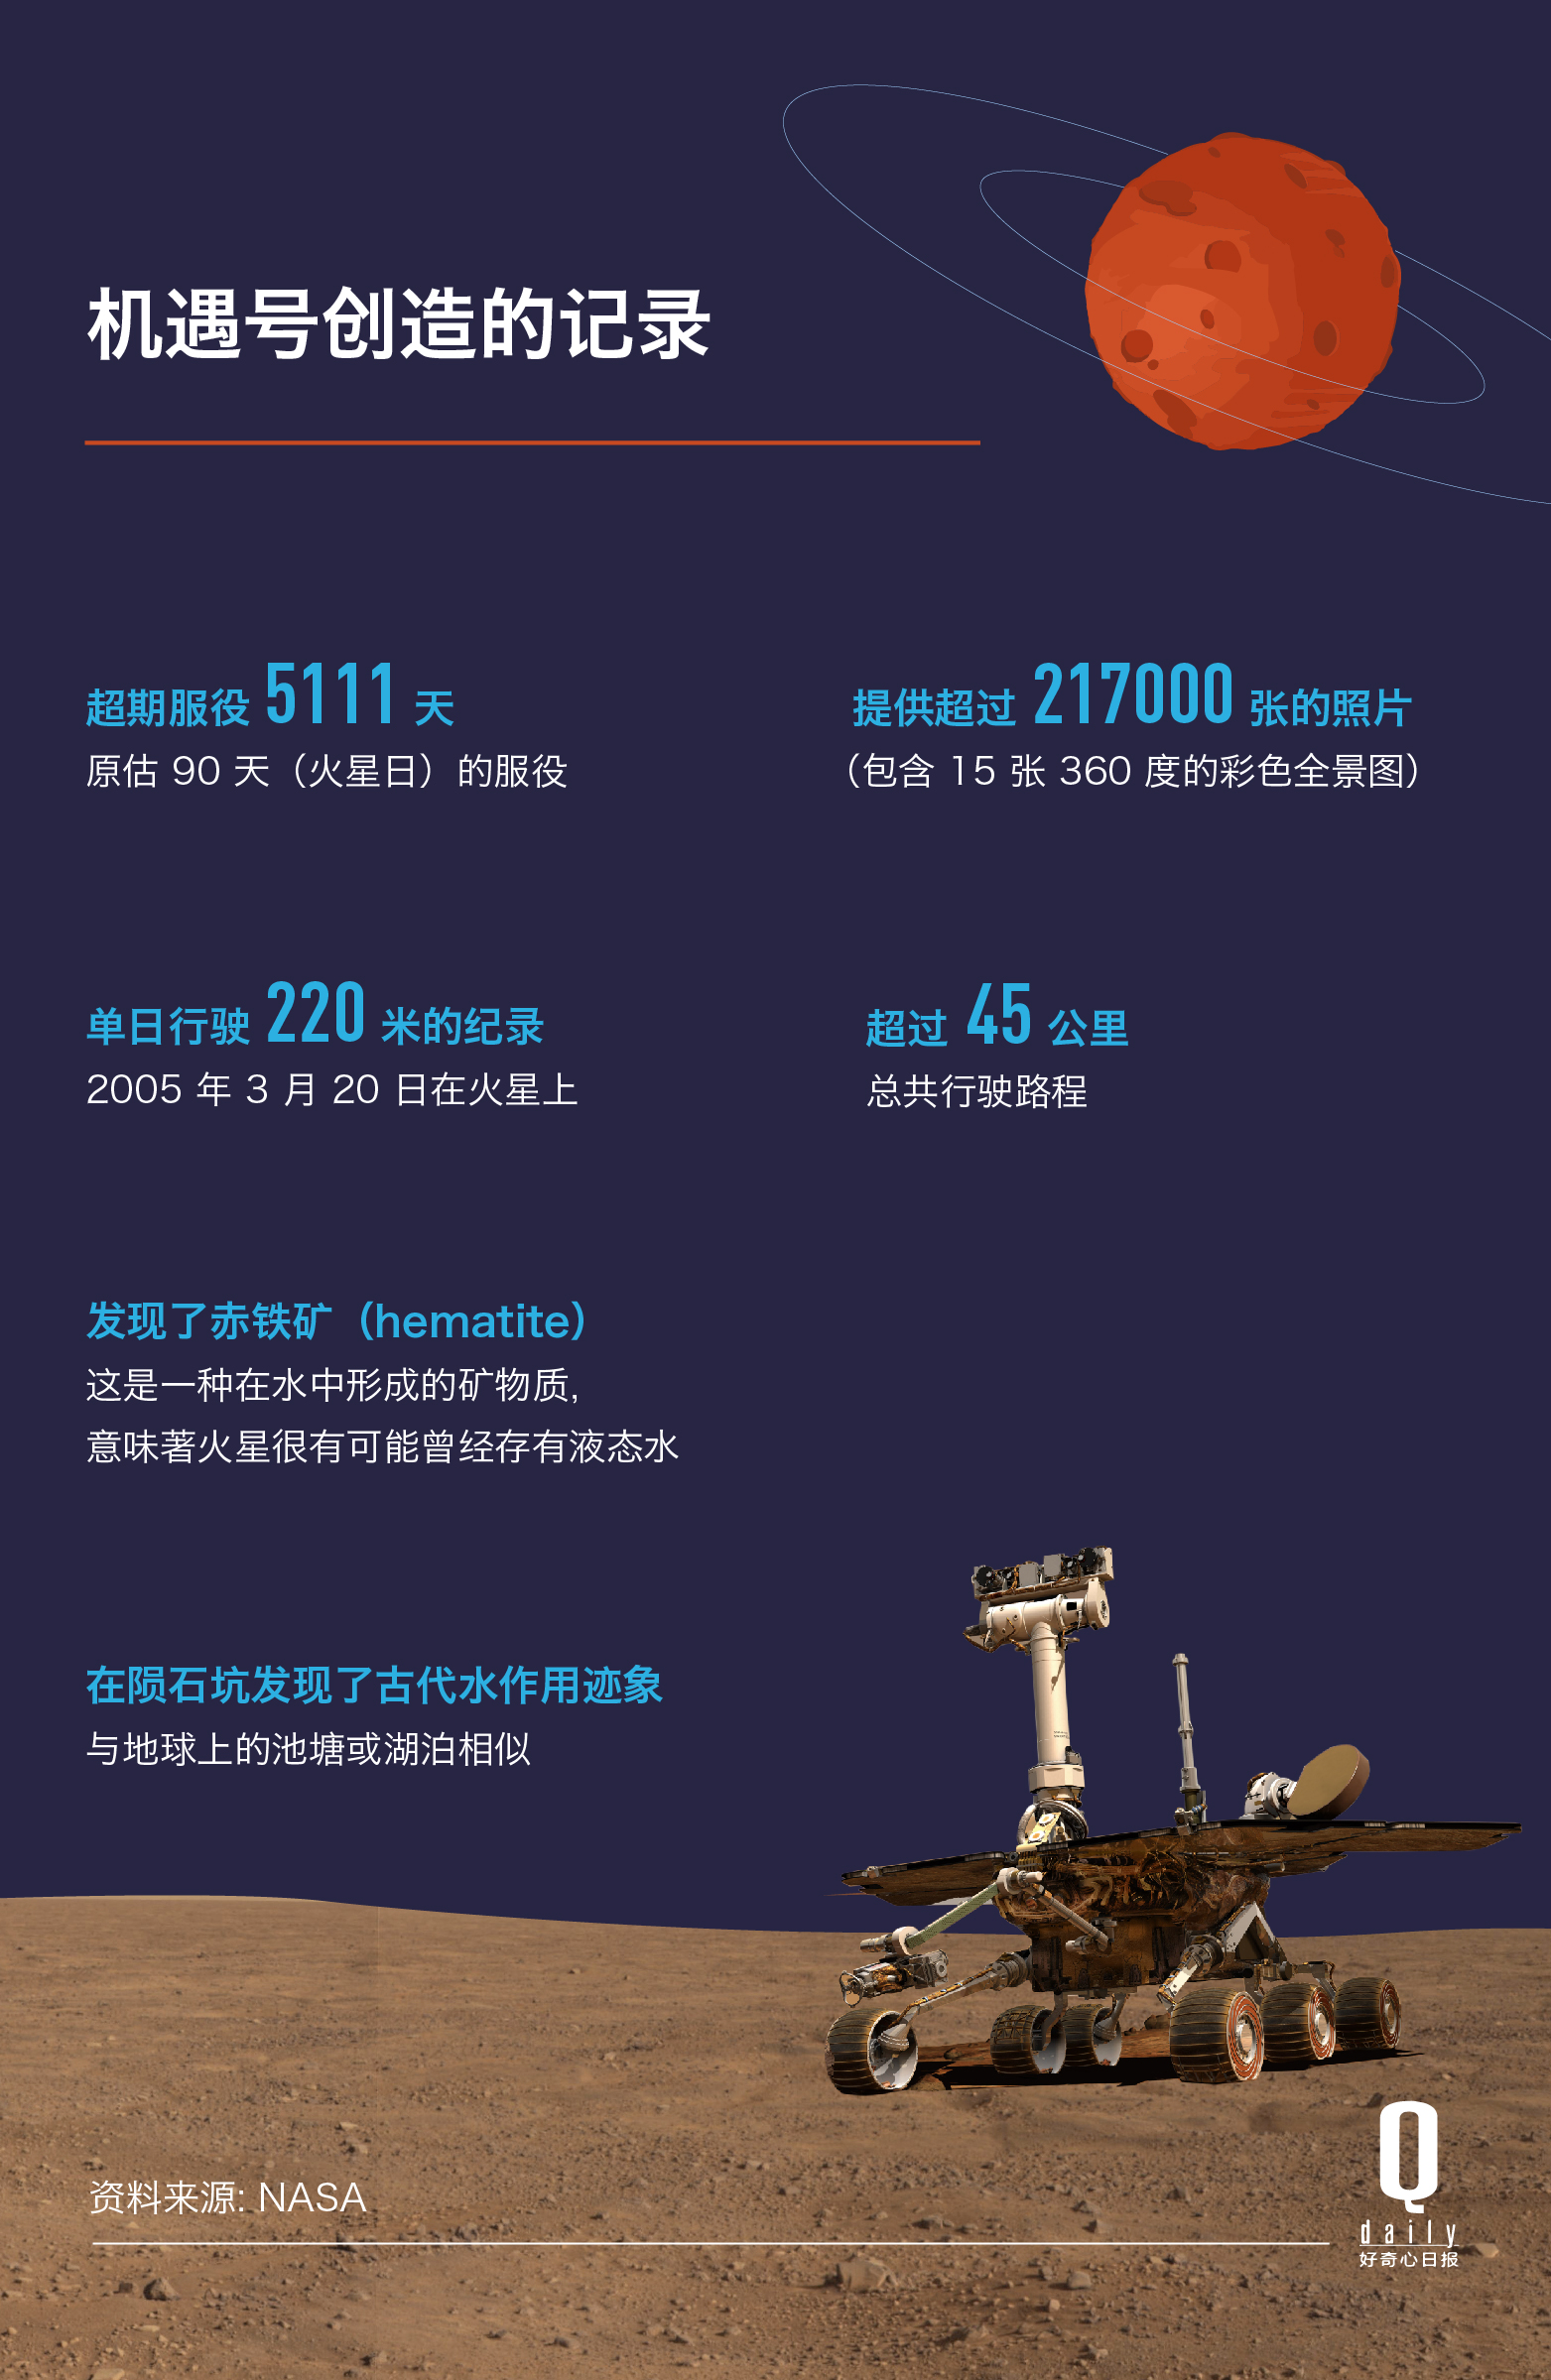 机遇号创造的记录
超期服役 5111 天
原估 90 天（火星日）的服役
提供超过 217000 张的照片
（包含 15 张 360 度的彩色全景图）
单日行驶 220 米的纪录
2005 年 3 月 20 日在火星上
超过 45 公里
总共行驶路程
发现了赤铁矿（hematite）
这是一种在水中形成的矿物质,
意味著火星很有可能曾经存有液态水
在陨石坑发现了古代水作用迹象
与地球上的池塘或湖泊相似
资料来源: NASA
Q
daily
好奇心日报